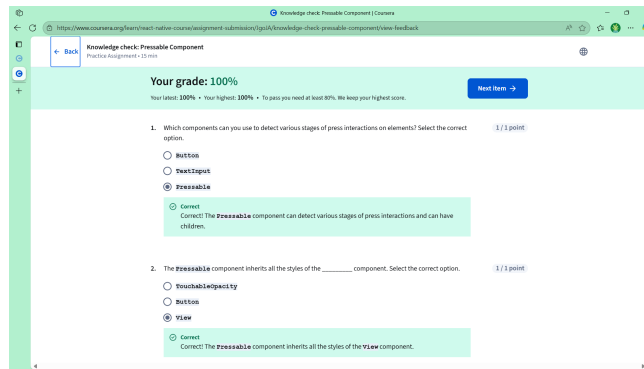 Knowledge check: Pressable Component | Coursera
https://www.coursera.org/learn/react-native-course/assignment-submission/IgoIA/knowledge-check-pressable-component/view-feedback
← Back
Knowledge check: Pressable Component
Practice Assignment • 15 min
Your grade: 100%
Your latest: 100% • Your highest: 100% • To pass you need at least 80%. We keep your highest score.
Next item →
1. Which components can you use to detect various stages of press interactions on elements? Select the correct
option.
1 / 1 point
Button
TextInput
Pressable
Correct
Correct! The Pressable component can detect various stages of press interactions and can have
children.
2. The Pressable component inherits all the styles of the ________ component. Select the correct option.
1 / 1 point
TouchableOpacity
Button
View
Correct
Correct! The Pressable component inherits all the styles of the View component.